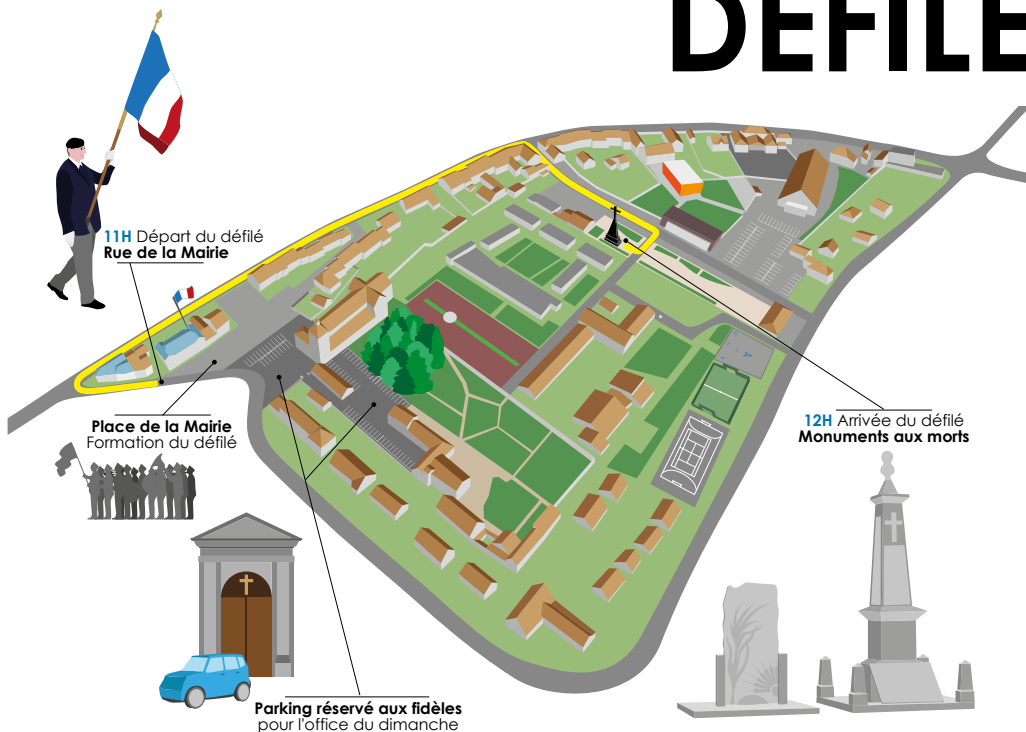 DEFILE
11H Départ du défilé
Rue de la Mairie
Place de la Mairie
Formation du défilé
12H Arrivée du défilé
Monuments aux morts
Parking réservé aux fidèles
pour l'office du dimanche